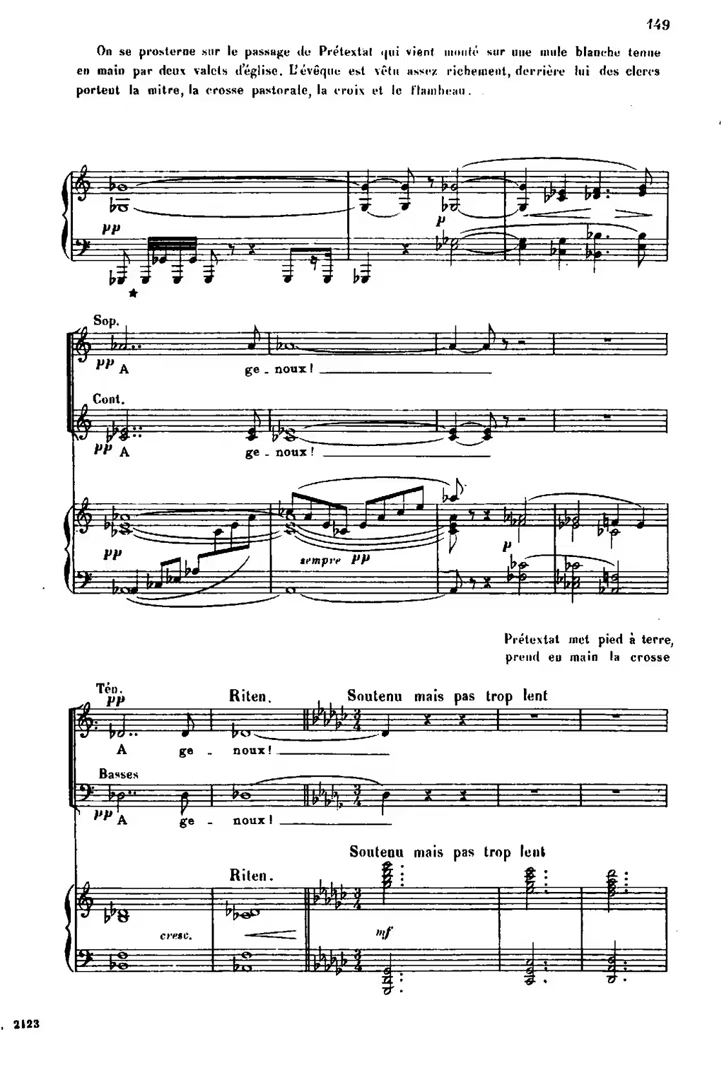 149
On se prosterne sur le passage de Prétextat qui vient monté sur une mule blanche tenue
en main par deux valets d'église. L'évêque est vêtu assez richement, derrière lui des clercs
portent la mitre, la crosse pastorale, la croix et le flambeau.
pp
p
Sop.
pp A ge - noux!
Cont.
pp A ge - noux!
pp sempre pp p
Prétextat met pied à terre,
prend en main la crosse
Tén.
pp Riten. Soutenu mais pas trop lent
A ge - noux!
Basses
pp A ge - noux!
Soutenu mais pas trop lent
Riten.
cresc. mf
. 2123